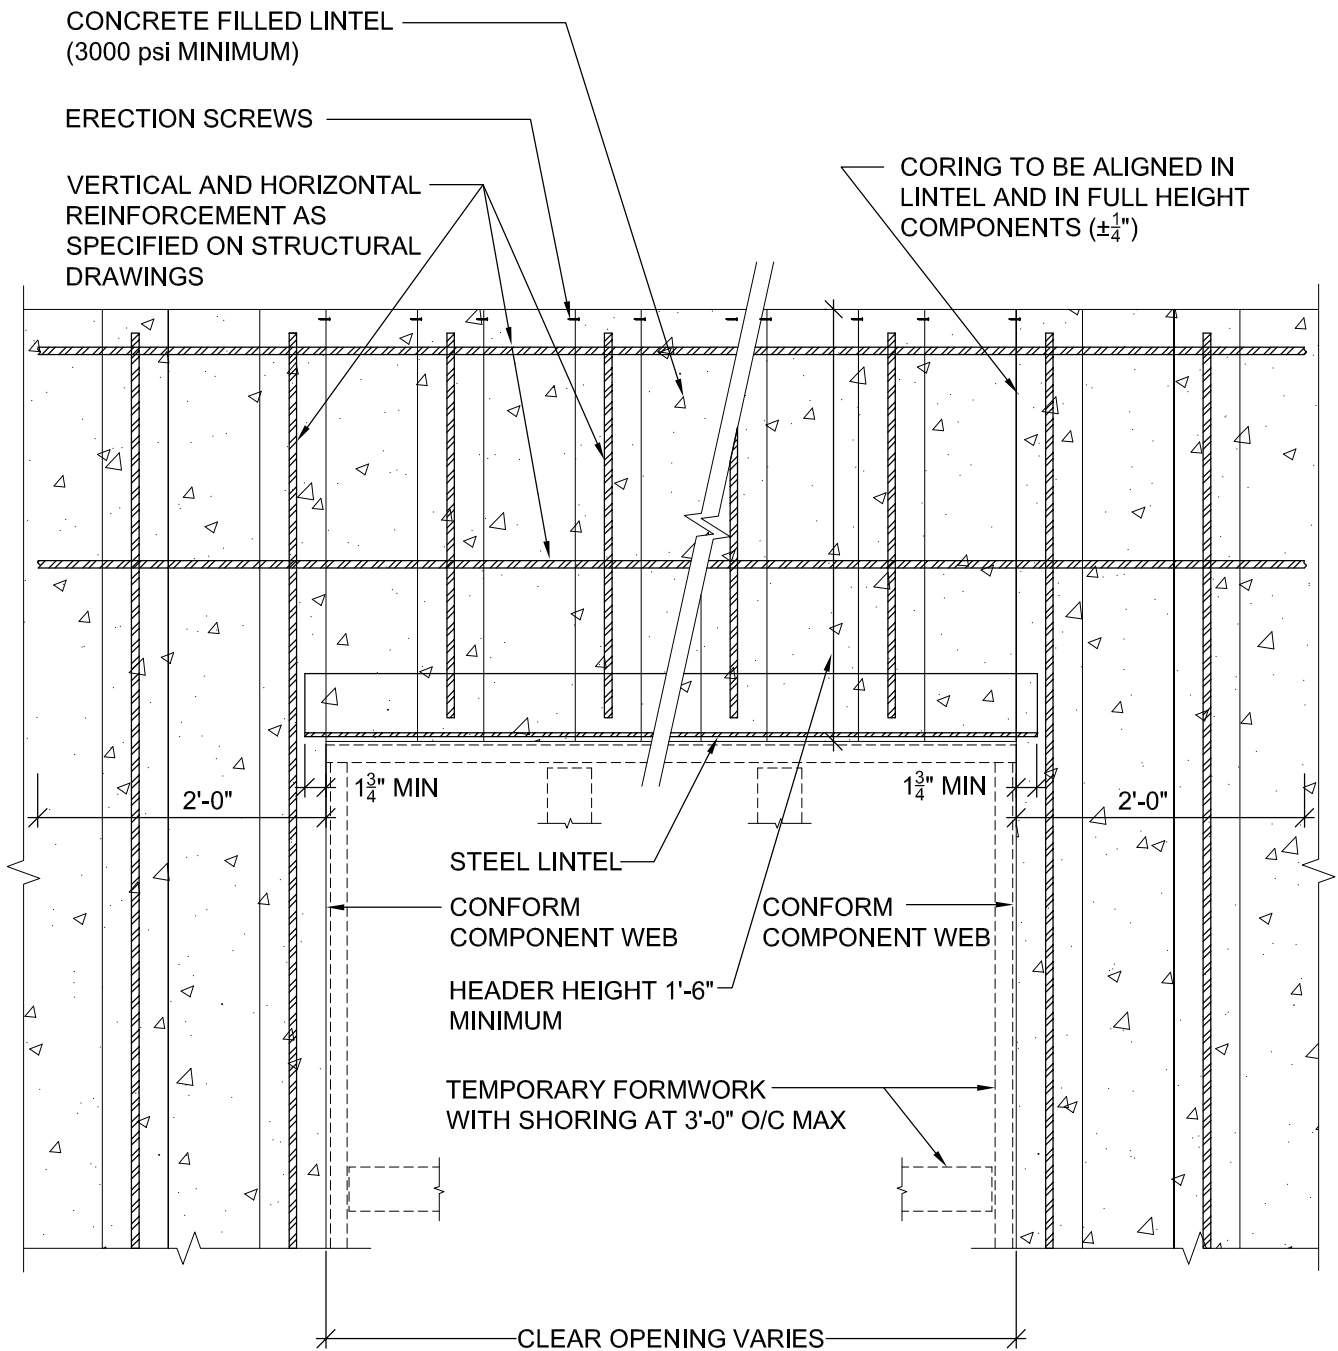 CONCRETE FILLED LINTEL
(3000 psi MINIMUM)
ERECTION SCREWS
VERTICAL AND HORIZONTAL
REINFORCEMENT AS
SPECIFIED ON STRUCTURAL
DRAWINGS
CORING TO BE ALIGNED IN
LINTEL AND IN FULL HEIGHT
COMPONENTS (±1/4")
1 3/4" MIN
1 3/4" MIN
2'-0"
2'-0"
STEEL LINTEL
CONFORM
COMPONENT WEB
CONFORM
COMPONENT WEB
HEADER HEIGHT 1'-6"
MINIMUM
TEMPORARY FORMWORK
WITH SHORING AT 3'-0" O/C MAX
CLEAR OPENING VARIES